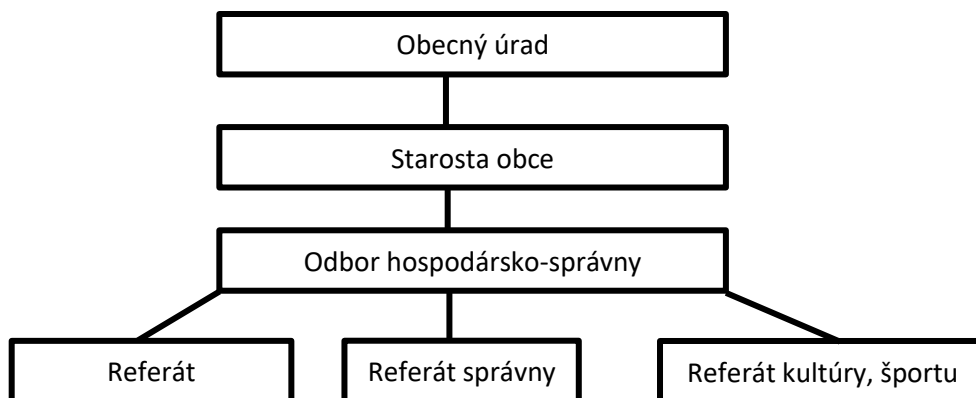 Obecný úrad
Starosta obce
Odbor hospodársko-správny
Referát
Referát správny
Referát kultúry, športu